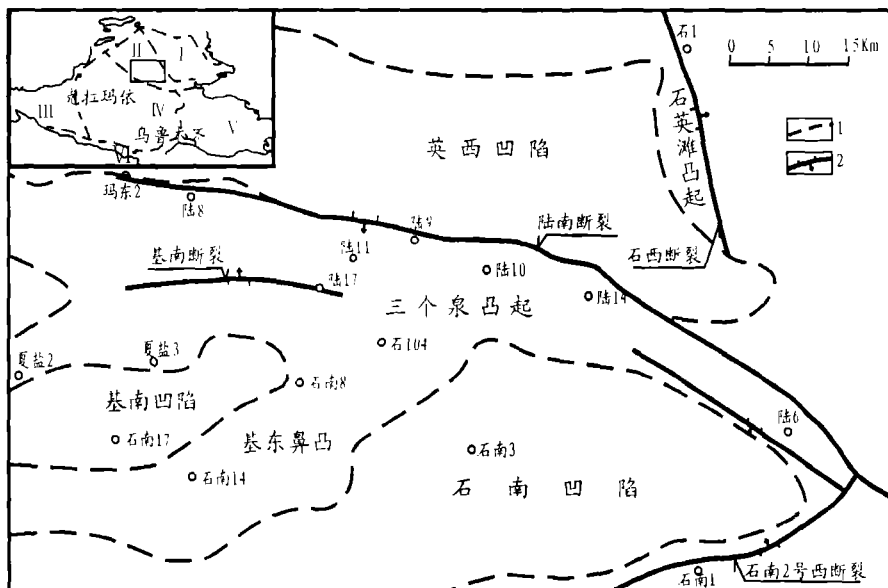 石1
0 5 10 15Km
I
II
克拉玛依
III
IV
乌鲁木齐
V
VI
石英滩凸起
1
2
英西凹陷
玛东2
陆8
陆9
陆南断裂
石西断裂
基南断裂
陆11
陆10
陆17
陆14
三个泉凸起
石104
夏盐2
夏盐3
石南8
基南凹陷
陆6
石南17
基东鼻凸
石南3
石南14
石南凹陷
石南1
石南2号西断裂